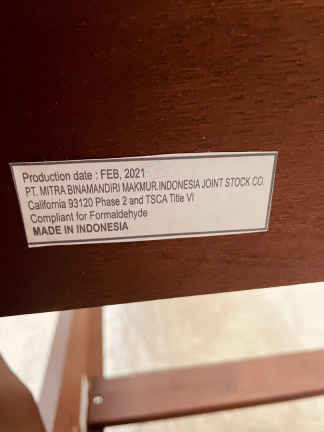 Production date : FEB, 2021
PT. MITRA BINAMANDIRI MAKMUR.INDONESIA JOINT STOCK CO.
California 93120 Phase 2 and TSCA Title VI
Compliant for Formaldehyde
MADE IN INDONESIA